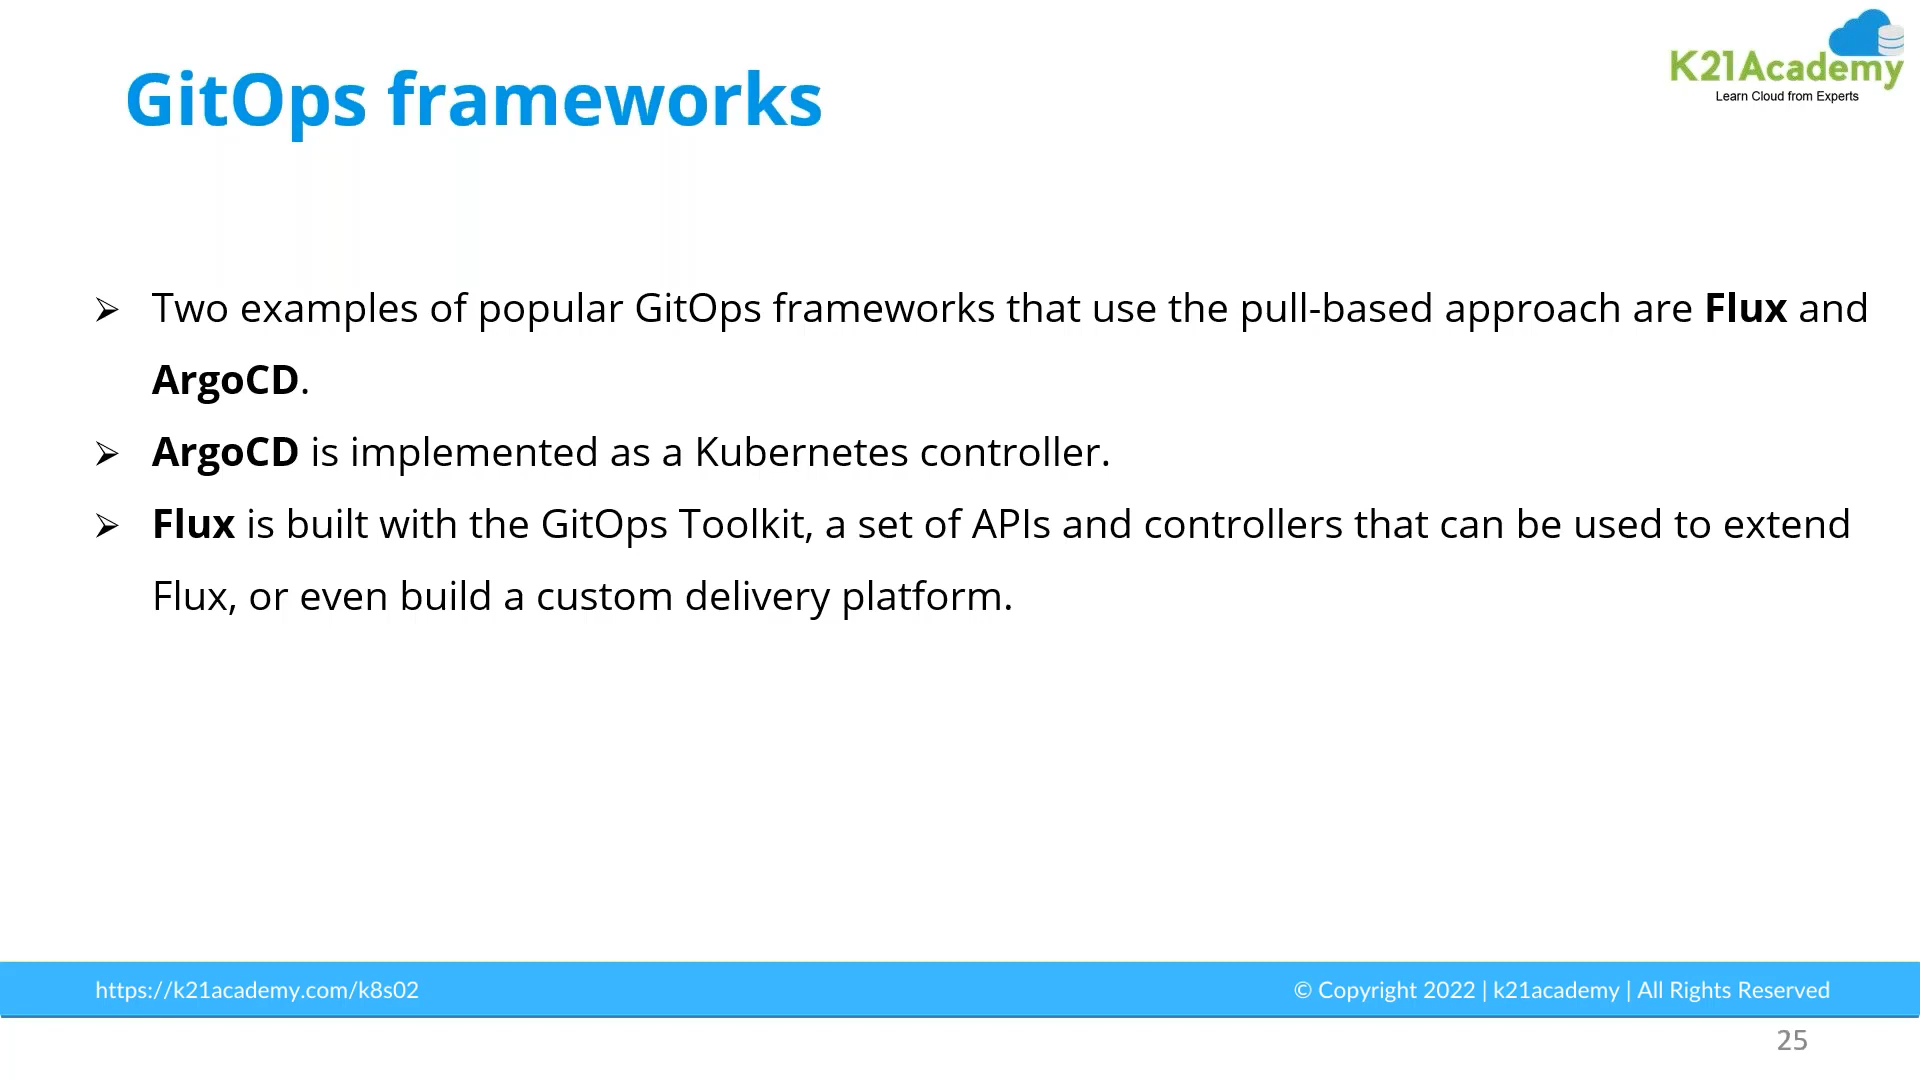 K21Academy
Learn Cloud from Experts
GitOps frameworks
➢ Two examples of popular GitOps frameworks that use the pull-based approach are Flux and
ArgoCD.
➢ ArgoCD is implemented as a Kubernetes controller.
➢ Flux is built with the GitOps Toolkit, a set of APIs and controllers that can be used to extend
Flux, or even build a custom delivery platform.
https://k21academy.com/k8s02
© Copyright 2022 | k21academy | All Rights Reserved
25